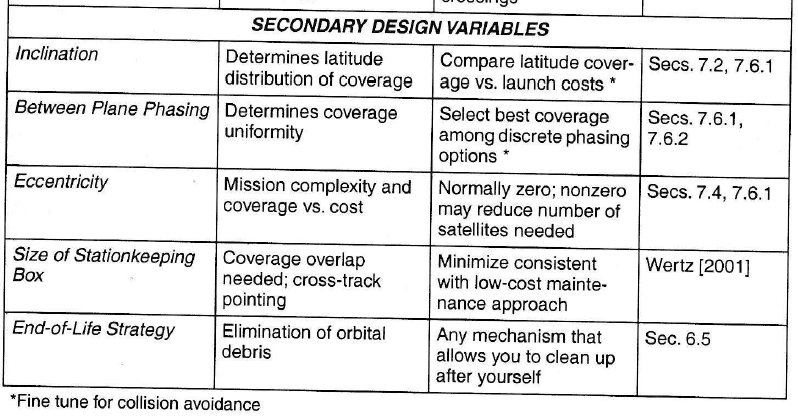 crossings
SECONDARY DESIGN VARIABLES
Inclination
Determines latitude
distribution of coverage
Compare latitude cover-
age vs. launch costs *
Secs. 7.2, 7.6.1
Between Plane Phasing
Determines coverage
uniformity
Select best coverage
among discrete phasing
options *
Secs. 7.6.1,
7.6.2
Eccentricity
Mission complexity and
coverage vs. cost
Normally zero; nonzero
may reduce number of
satellites needed
Secs. 7.4, 7.6.1
Size of Stationkeeping
Box
Coverage overlap
needed; cross-track
pointing
Minimize consistent
with low-cost mainte-
nance approach
Wertz [2001]
End-of-Life Strategy
Elimination of orbital
debris
Any mechanism that
allows you to clean up
after yourself
Sec. 6.5
*Fine tune for collision avoidance